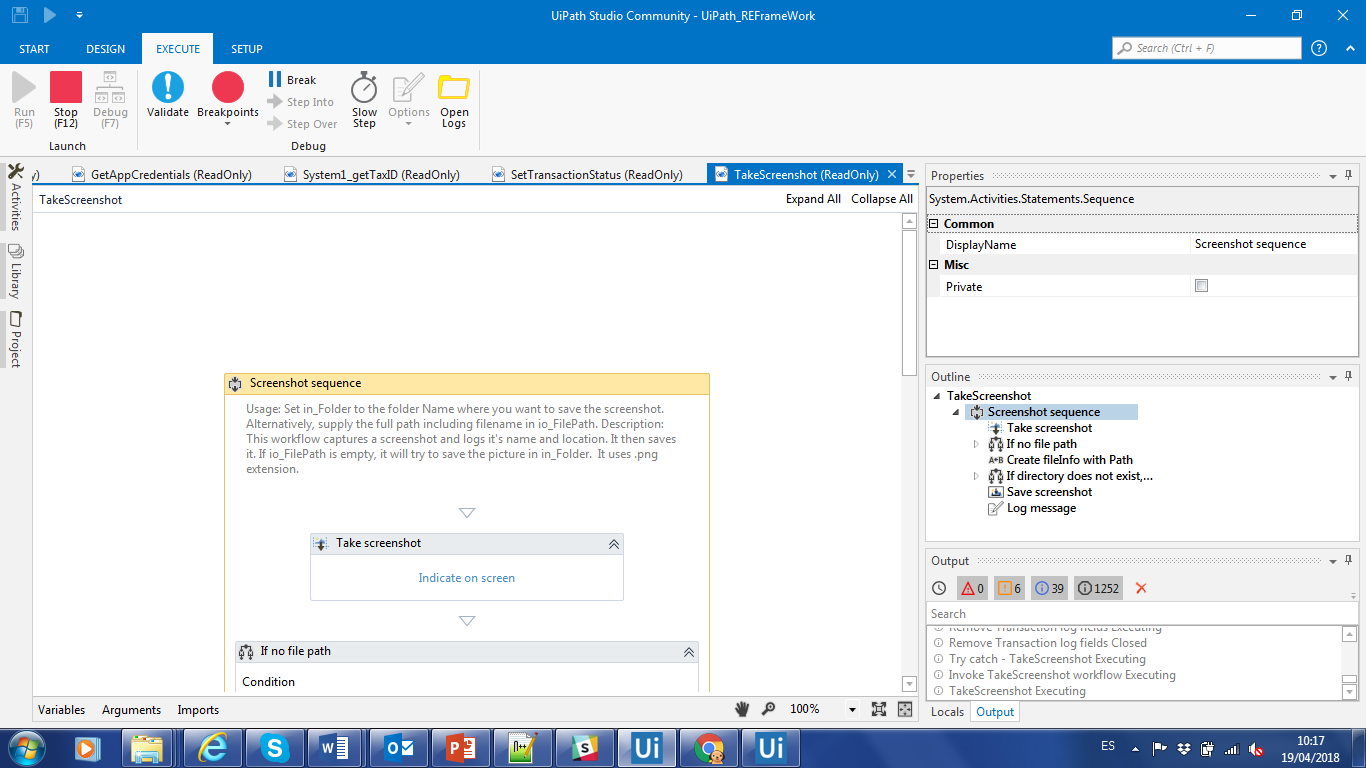 UiPath Studio Community - UiPath_REFrameWork
START DESIGN EXECUTE SETUP
Search (Ctrl + F)
Run (F5)
Stop (F12)
Debug (F7)
Launch
Validate
Breakpoints
Break
Step Into
Step Over
Slow Step
Options
Open Logs
Debug
y) GetAppCredentials (ReadOnly) System1_getTaxID (ReadOnly) SetTransactionStatus (ReadOnly) TakeScreenshot (ReadOnly)
Activities
Library
Project
TakeScreenshot Expand All Collapse All
Screenshot sequence
Usage: Set in_Folder to the folder Name where you want to save the screenshot.
Alternatively, supply the full path including filename in io_FilePath. Description:
This workflow captures a screenshot and logs it's name and location. It then saves
it. If io_FilePath is empty, it will try to save the picture in in_Folder.  It uses .png
extension.
Take screenshot
Indicate on screen
If no file path
Condition
Variables Arguments Imports 100%
Properties
System.Activities.Statements.Sequence
Common
DisplayName Screenshot sequence
Misc
Private
Outline
TakeScreenshot
Screenshot sequence
Take screenshot
If no file path
A+B Create fileInfo with Path
If directory does not exist,...
Save screenshot
Log message
Output
0 6 39 1252
Search
Remove Transaction log fields Executing
Remove Transaction log fields Closed
Try catch - TakeScreenshot Executing
Invoke TakeScreenshot workflow Executing
TakeScreenshot Executing
Locals Output
Ui Ui
ES
10:17
19/04/2018